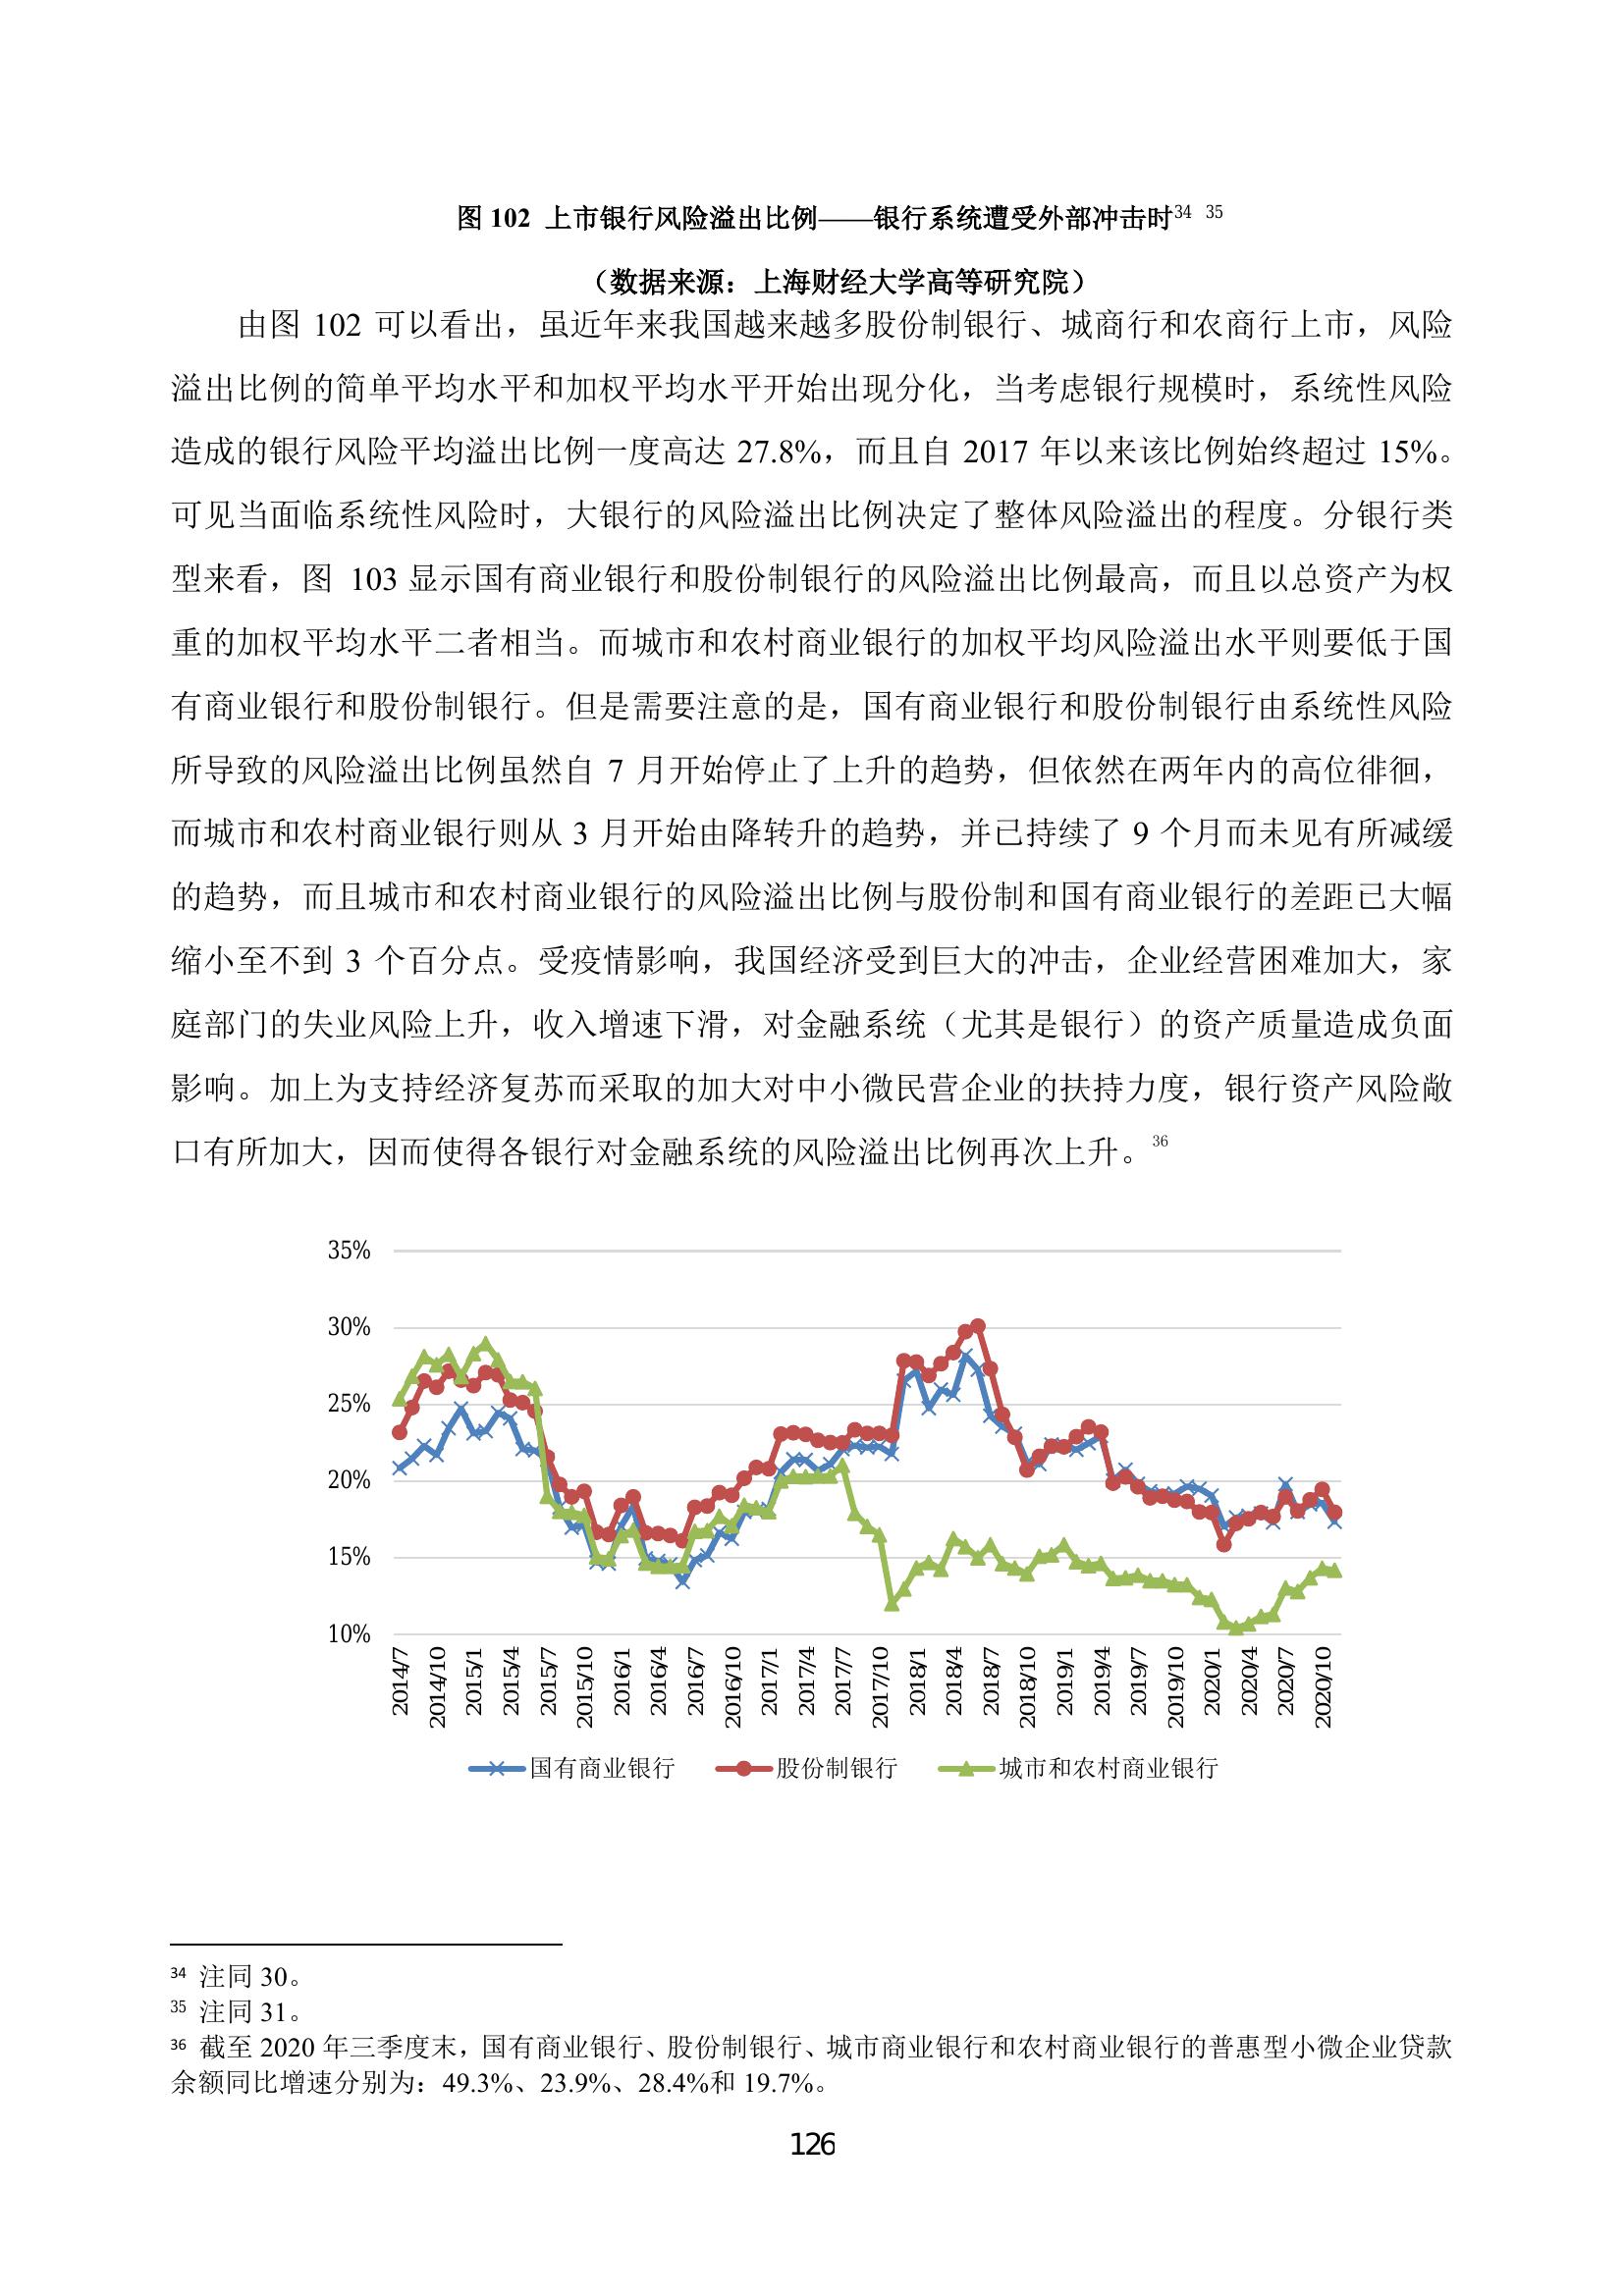 图 102 上市银行风险溢出比例——银行系统遭受外部冲击时34 35
（数据来源：上海财经大学高等研究院）
由图 102 可以看出，虽近年来我国越来越多股份制银行、城商行和农商行上市，风险
溢出比例的简单平均水平和加权平均水平开始出现分化，当考虑银行规模时，系统性风险
造成的银行风险平均溢出比例一度高达 27.8%，而且自 2017 年以来该比例始终超过 15%。
可见当面临系统性风险时，大银行的风险溢出比例决定了整体风险溢出的程度。分银行类
型来看，图 103 显示国有商业银行和股份制银行的风险溢出比例最高，而且以总资产为权
重的加权平均水平二者相当。而城市和农村商业银行的加权平均风险溢出水平则要低于国
有商业银行和股份制银行。但是需要注意的是，国有商业银行和股份制银行由系统性风险
所导致的风险溢出比例虽然自 7 月开始停止了上升的趋势，但依然在两年内的高位徘徊，
而城市和农村商业银行则从 3 月开始由降转升的趋势，并已持续了 9 个月而未见有所减缓
的趋势，而且城市和农村商业银行的风险溢出比例与股份制和国有商业银行的差距已大幅
缩小至不到 3 个百分点。受疫情影响，我国经济受到巨大的冲击，企业经营困难加大，家
庭部门的失业风险上升，收入增速下滑，对金融系统（尤其是银行）的资产质量造成负面
影响。加上为支持经济复苏而采取的加大对中小微民营企业的扶持力度，银行资产风险敞
口有所加大，因而使得各银行对金融系统的风险溢出比例再次上升。36
35%
30%
25%
20%
15%
10%
2014/7 2014/10 2015/1 2015/4 2015/7 2015/10 2016/1 2016/4 2016/7 2016/10 2017/1 2017/4 2017/7 2017/10 2018/1 2018/4 2018/7 2018/10 2019/1 2019/4 2019/7 2019/10 2020/1 2020/4 2020/7 2020/10
国有商业银行 股份制银行 城市和农村商业银行
34 注同 30。
35 注同 31。
36 截至 2020 年三季度末，国有商业银行、股份制银行、城市商业银行和农村商业银行的普惠型小微企业贷款
余额同比增速分别为：49.3%、23.9%、28.4%和 19.7%。
126